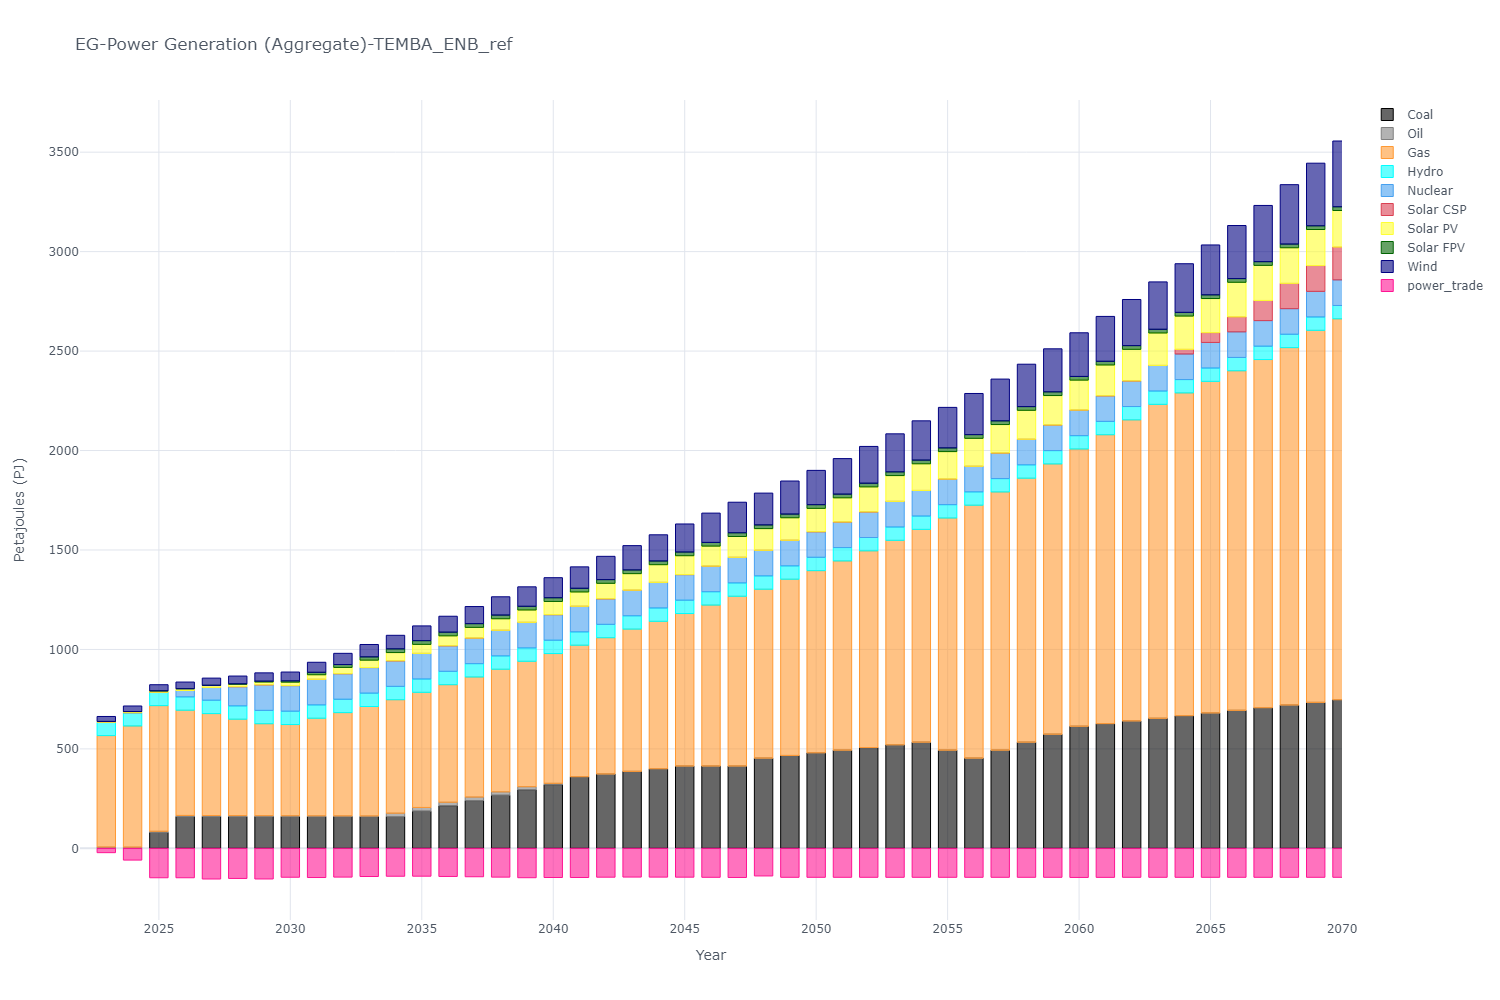 EG-Power Generation (Aggregate)-TEMBA_ENB_ref
Coal
Oil
Gas
Hydro
Nuclear
Solar CSP
Solar PV
Solar FPV
Wind
power_trade
Petajoules (PJ)
3500
3000
2500
2000
1500
1000
500
0
2025
2030
2035
2040
2045
2050
2055
2060
2065
2070
Year